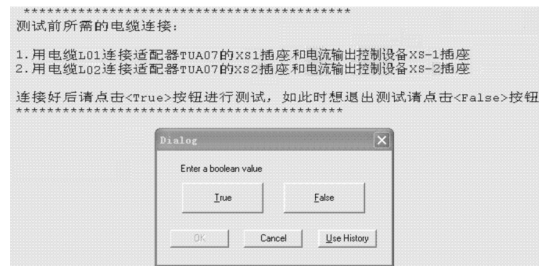 ****************************************
测试前所需的电缆连接：
1.用电缆L01连接适配器TUA07的XS1插座和电流输出控制设备XS-1插座
2.用电缆L02连接适配器TUA07的XS2插座和电流输出控制设备XS-2插座
连接好后请点击<True>按钮进行测试，如此时想退出测试请点击<False>按钮
****************************************
Dialog
Enter a boolean value
True False
OK Cancel Use History